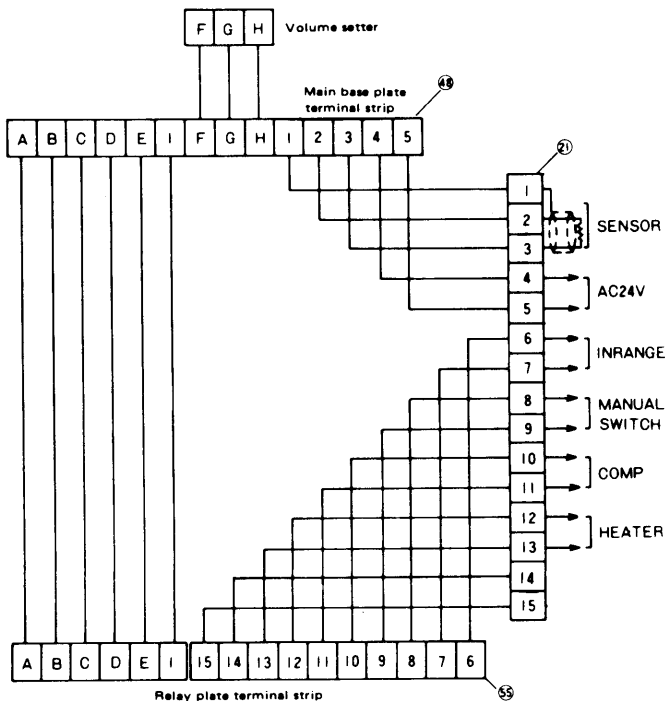 F G H Volume setter
Main base plate
terminal strip
48
A B C D E I F G H 1 2 3 4 5
21
1
2
3
SENSOR
4
5
AC24V
6
7
INRANGE
8
9
MANUAL
SWITCH
10
11
COMP
12
13
HEATER
14
15
A B C D E I 15 14 13 12 11 10 9 8 7 6
55
Relay plate terminal strip